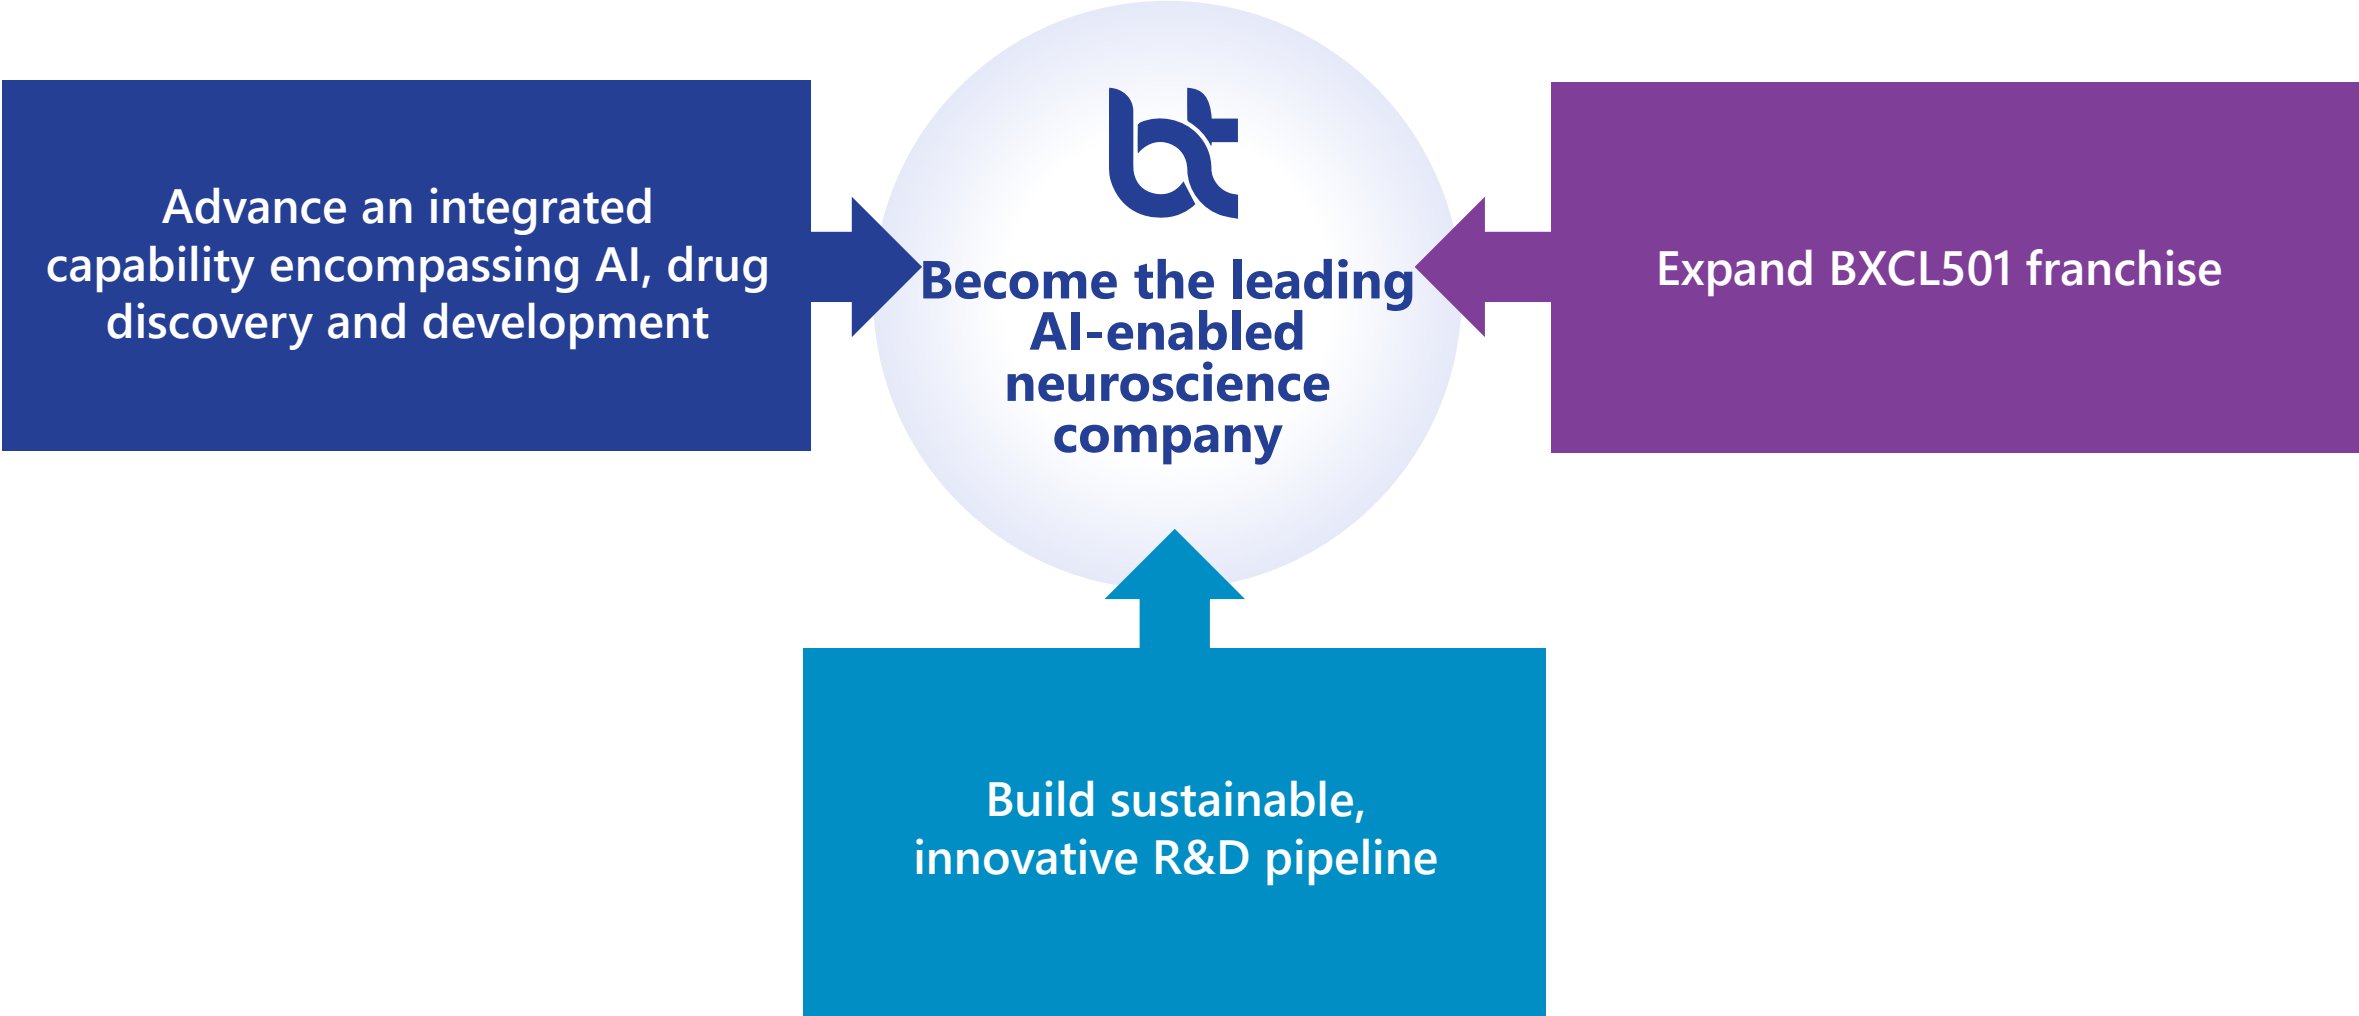 Advance an integrated
capability encompassing AI, drug
discovery and development
bt
Become the leading
AI-enabled
neuroscience
company
Expand BXCL501 franchise
Build sustainable,
innovative R&D pipeline